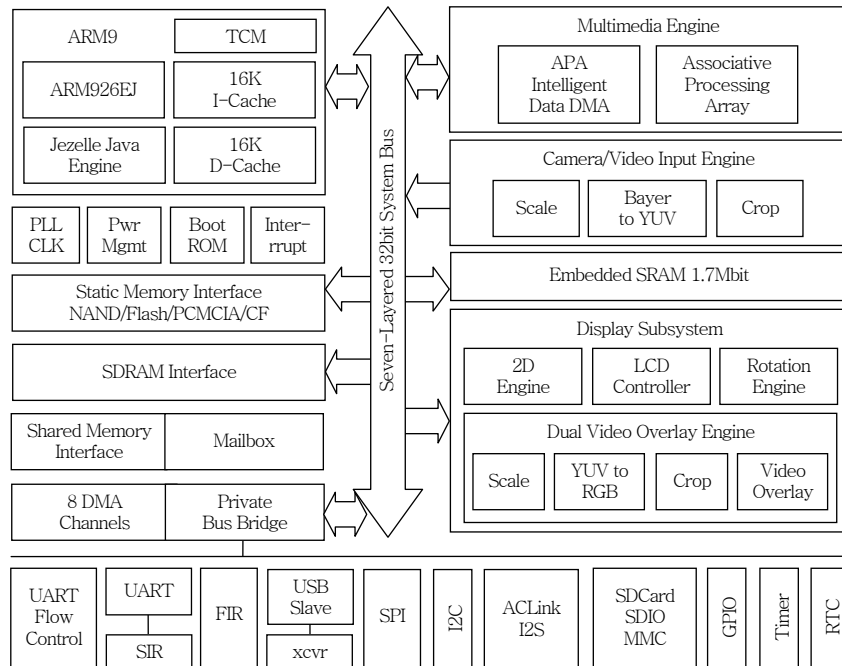 ARM9
TCM
ARM926EJ
16K
I-Cache
Jezelle Java
Engine
16K
D-Cache
PLL
CLK
Pwr
Mgmt
Boot
ROM
Inter-
rrupt
Static Memory Interface
NAND/Flash/PCMCIA/CF
SDRAM Interface
Shared Memory
Interface
Mailbox
8 DMA
Channels
Private
Bus Bridge
Seven-Layered 32bit System Bus
Multimedia Engine
APA
Intelligent
Data DMA
Associative
Processing
Array
Camera/Video Input Engine
Scale
Bayer
to YUV
Crop
Embedded SRAM 1.7Mbit
Display Subsystem
2D
Engine
LCD
Controller
Rotation
Engine
Dual Video Overlay Engine
Scale
YUV to
RGB
Crop
Video
Overlay
UART
Flow
Control
UART
SIR
FIR
USB
Slave
xcvr
SPI
I2C
ACLink
I2S
SDCard
SDIO
MMC
GPIO
Timer
RTC